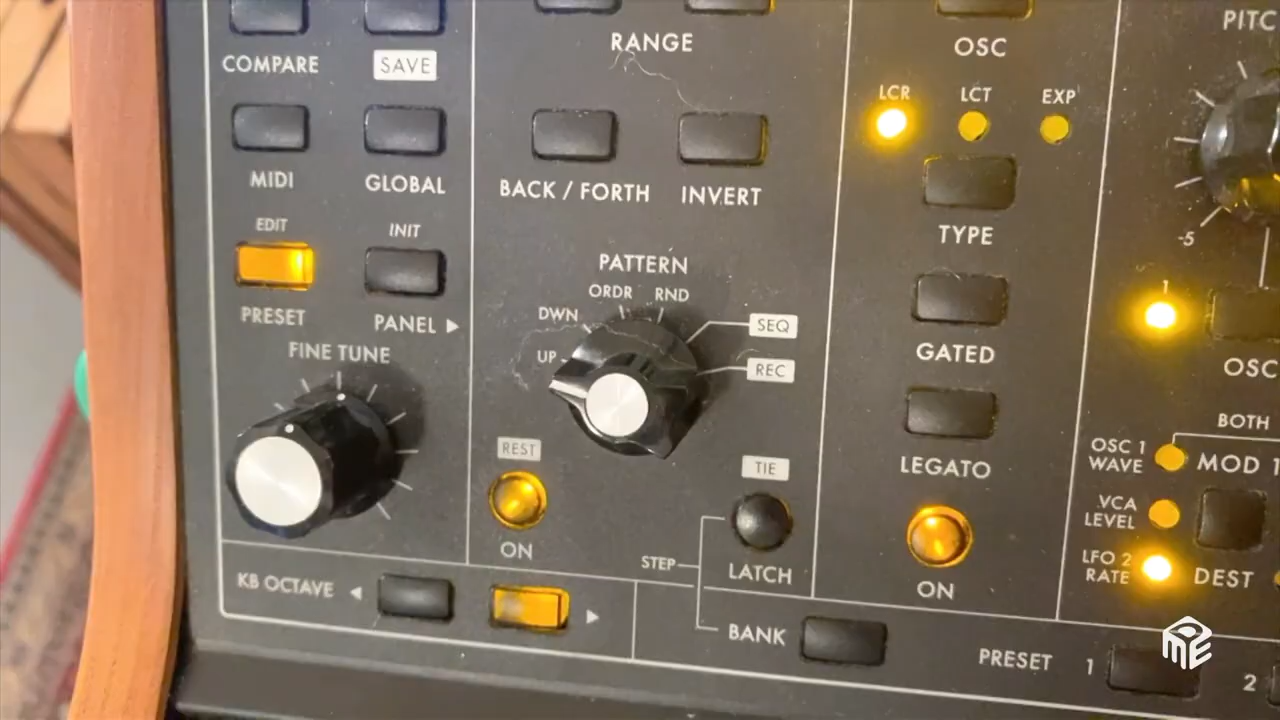 COMPARE
SAVE
MIDI
GLOBAL
EDIT
INIT
PRESET
PANEL ▶
FINE TUNE
KB OCTAVE ◀ ▶
RANGE
BACK / FORTH
INVERT
PATTERN
UP
DWN
ORDR
RND
SEQ
REC
REST
ON
TIE
LATCH
STEP
BANK
OSC
LCR
LCT
EXP
TYPE
GATED
LEGATO
ON
PRESET 1
2
PITC
-5
1
OSC
BOTH
OSC 1
WAVE
MOD 1
VCA
LEVEL
LFO 2
RATE
DEST
ME